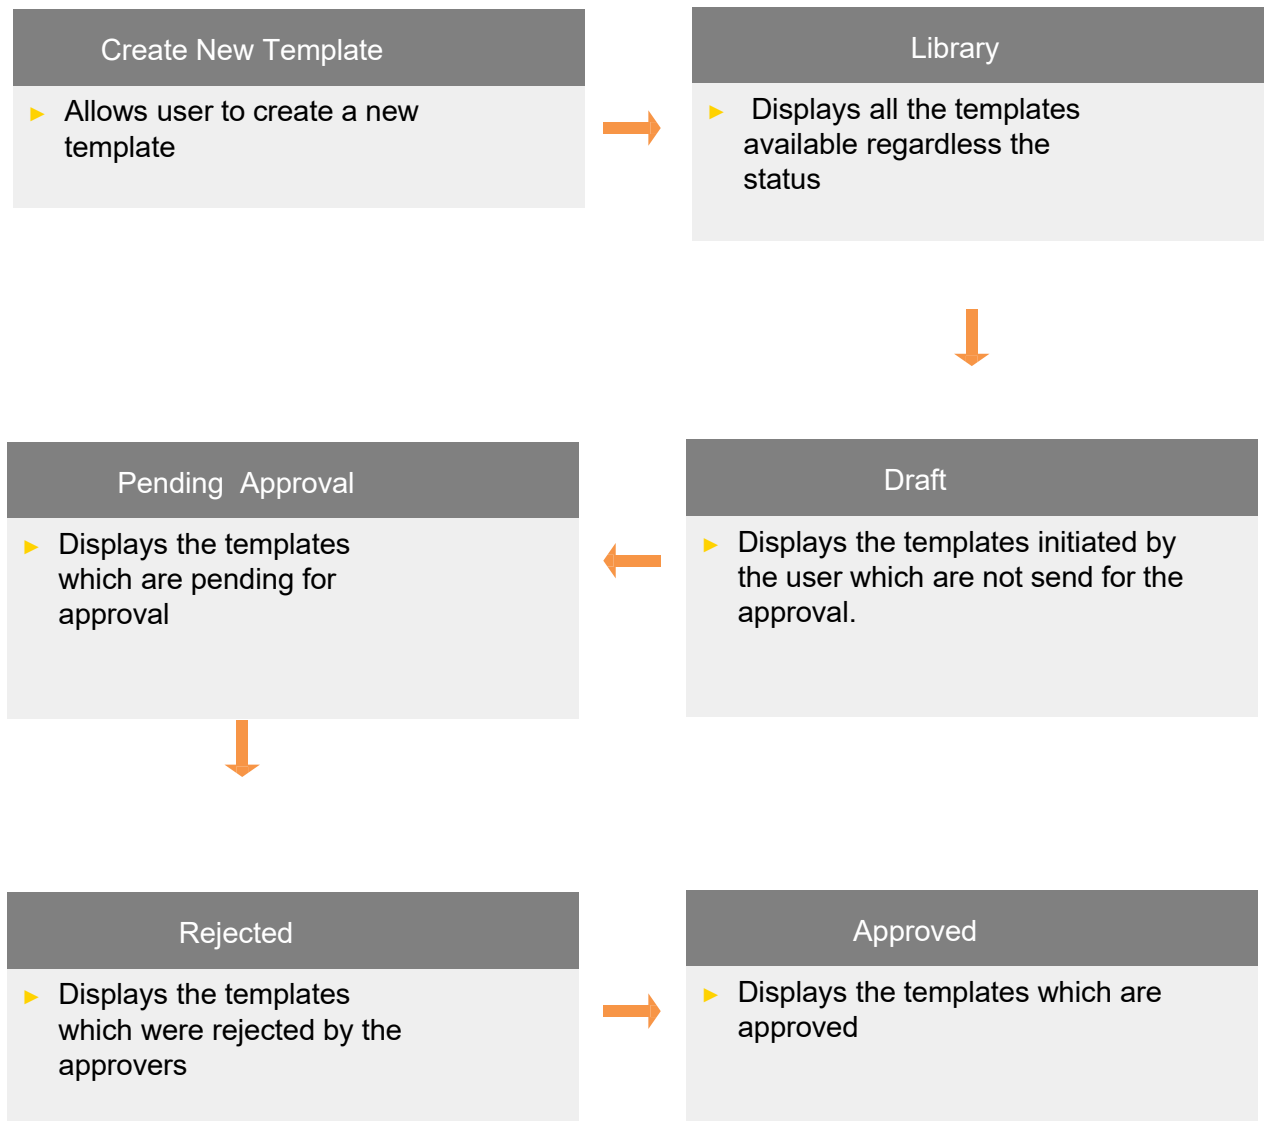 Create New Template
► Allows user to create a new
template
Library
► Displays all the templates
available regardless the
status
Pending Approval
► Displays the templates
which are pending for
approval
Draft
► Displays the templates initiated by
the user which are not send for the
approval.
Rejected
► Displays the templates
which were rejected by the
approvers
Approved
► Displays the templates which are
approved